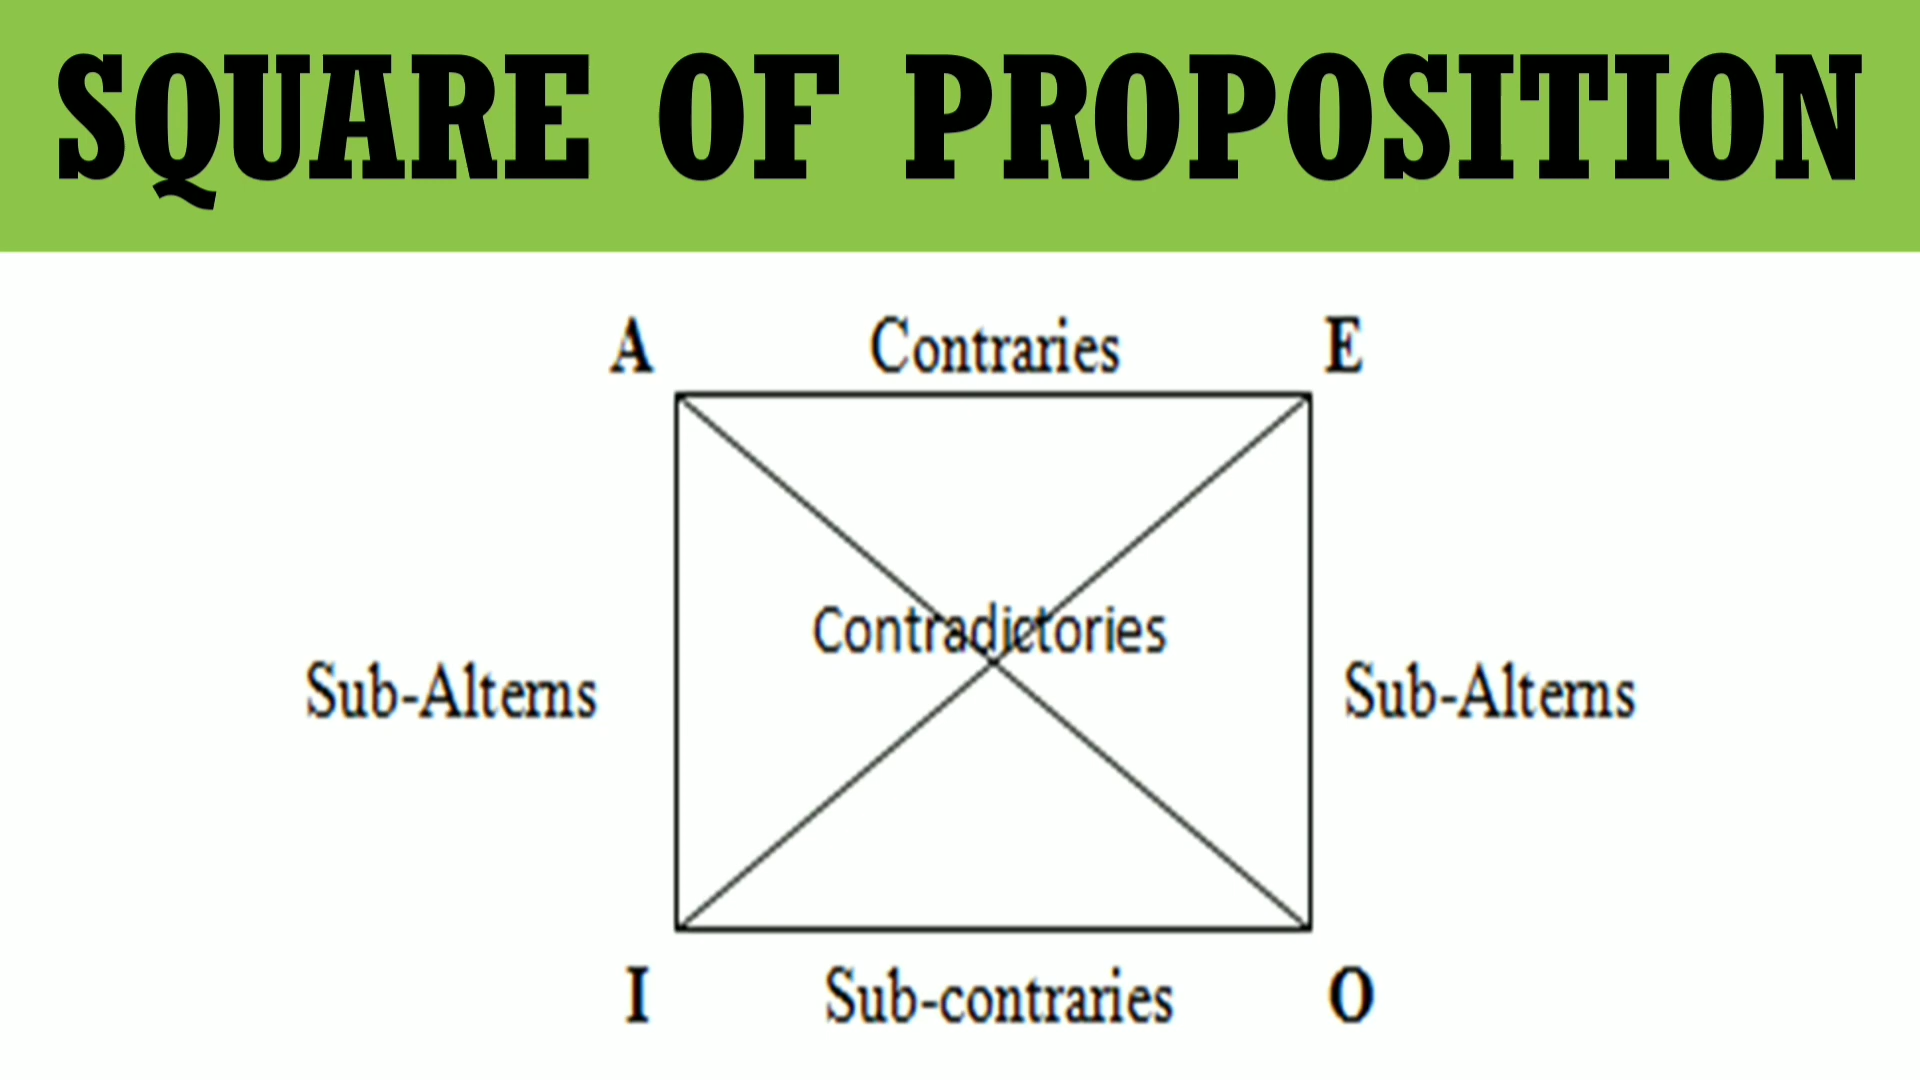 SQUARE OF PROPOSITION
A Contraries E
Contradictories
Sub-Alterns Sub-Alterns
I Sub-contraries O